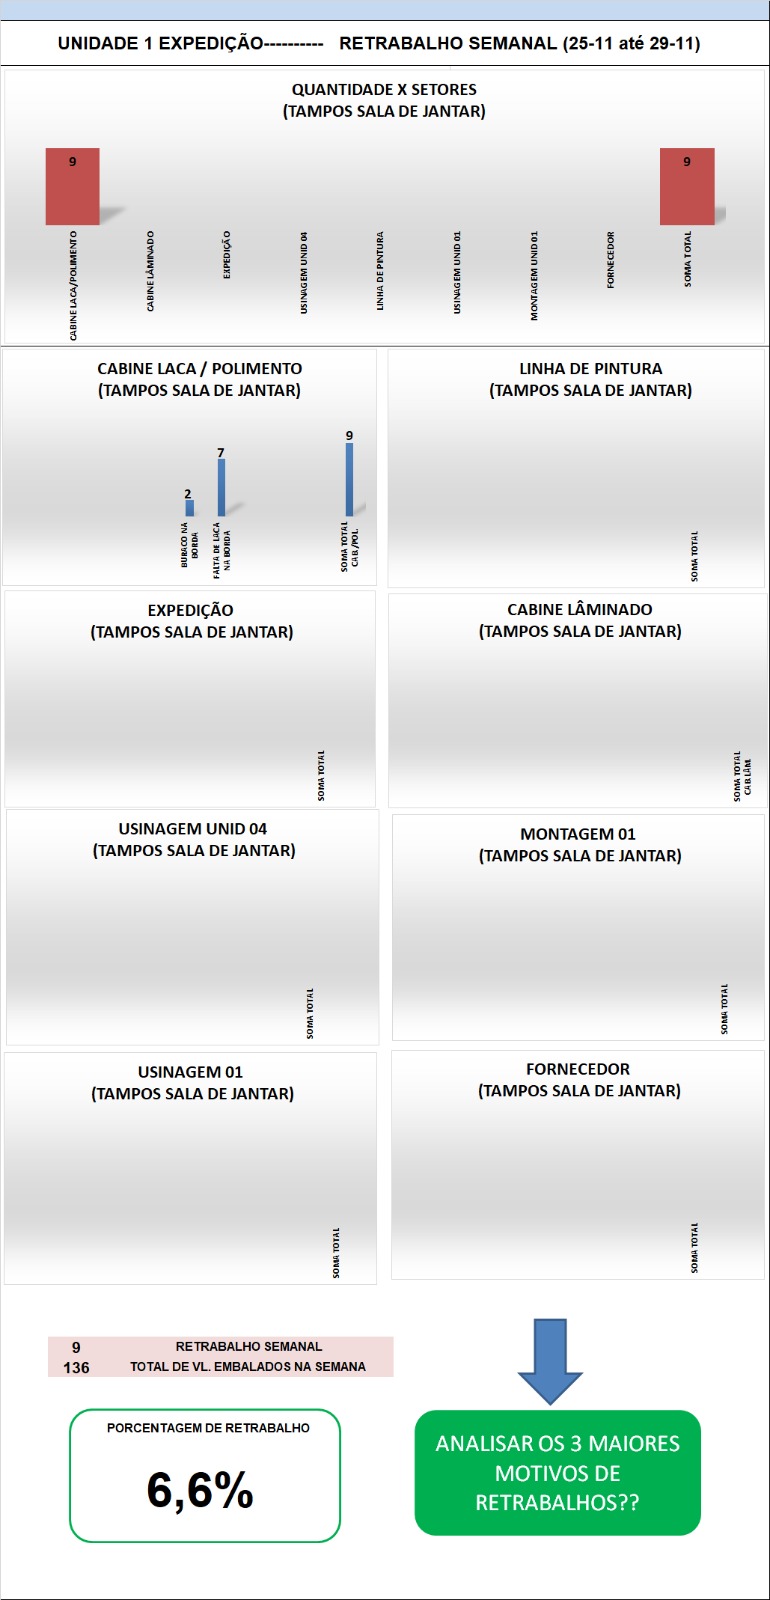 UNIDADE 1 EXPEDIÇÃO---------- RETRABALHO SEMANAL (25-11 até 29-11)
QUANTIDADE X SETORES
(TAMPOS SALA DE JANTAR)
9
9
CABINE LACA/POLIMENTO
CABINE LÂMINADO
EXPEDIÇÃO
USINAGEM UNID 04
LINHA DE PINTURA
USINAGEM UNID 01
MONTAGEM UNID 01
FORNECEDOR
SOMA TOTAL
CABINE LACA / POLIMENTO
(TAMPOS SALA DE JANTAR)
2
7
9
BURACO NA
BORDA
FALTA DE LACA
NA BORDA
SOMA TOTAL
CAB./POL.
LINHA DE PINTURA
(TAMPOS SALA DE JANTAR)
SOMA TOTAL
EXPEDIÇÃO
(TAMPOS SALA DE JANTAR)
SOMA TOTAL
CABINE LÂMINADO
(TAMPOS SALA DE JANTAR)
SOMA TOTAL
CAB.LÂM.
USINAGEM UNID 04
(TAMPOS SALA DE JANTAR)
SOMA TOTAL
MONTAGEM 01
(TAMPOS SALA DE JANTAR)
SOMA TOTAL
USINAGEM 01
(TAMPOS SALA DE JANTAR)
SOMA TOTAL
FORNECEDOR
(TAMPOS SALA DE JANTAR)
SOMA TOTAL
9 RETRABALHO SEMANAL
136 TOTAL DE VL. EMBALADOS NA SEMANA
PORCENTAGEM DE RETRABALHO
6,6%
ANALISAR OS 3 MAIORES
MOTIVOS DE
RETRABALHOS??